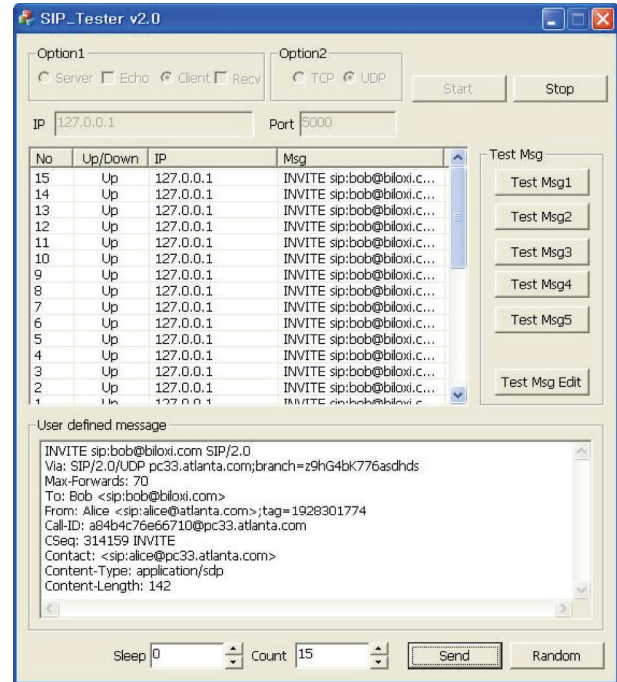 SIP_Tester v2.0
Option1
Server Echo Client Recv
Option2
TCP UDP
Start
Stop
IP 127.0.0.1
Port 5000
No Up/Down IP Msg
15 Up 127.0.0.1 INVITE sip:bob@biloxi.c...
14 Up 127.0.0.1 INVITE sip:bob@biloxi.c...
13 Up 127.0.0.1 INVITE sip:bob@biloxi.c...
12 Up 127.0.0.1 INVITE sip:bob@biloxi.c...
11 Up 127.0.0.1 INVITE sip:bob@biloxi.c...
10 Up 127.0.0.1 INVITE sip:bob@biloxi.c...
9 Up 127.0.0.1 INVITE sip:bob@biloxi.c...
8 Up 127.0.0.1 INVITE sip:bob@biloxi.c...
7 Up 127.0.0.1 INVITE sip:bob@biloxi.c...
6 Up 127.0.0.1 INVITE sip:bob@biloxi.c...
5 Up 127.0.0.1 INVITE sip:bob@biloxi.c...
4 Up 127.0.0.1 INVITE sip:bob@biloxi.c...
3 Up 127.0.0.1 INVITE sip:bob@biloxi.c...
2 Up 127.0.0.1 INVITE sip:bob@biloxi.c...
1 Up 127.0.0.1 INVITE sip:bob@biloxi.c...
Test Msg
Test Msg1
Test Msg2
Test Msg3
Test Msg4
Test Msg5
Test Msg Edit
User defined message
INVITE sip:bob@biloxi.com SIP/2.0
Via: SIP/2.0/UDP pc33.atlanta.com;branch=z9hG4bK776asdhds
Max-Forwards: 70
To: Bob <sip:bob@biloxi.com>
From: Alice <sip:alice@atlanta.com>;tag=1928301774
Call-ID: a84b4c76e66710@pc33.atlanta.com
CSeq: 314159 INVITE
Contact: <sip:alice@pc33.atlanta.com>
Content-Type: application/sdp
Content-Length: 142
Sleep 0
Count 15
Send
Random